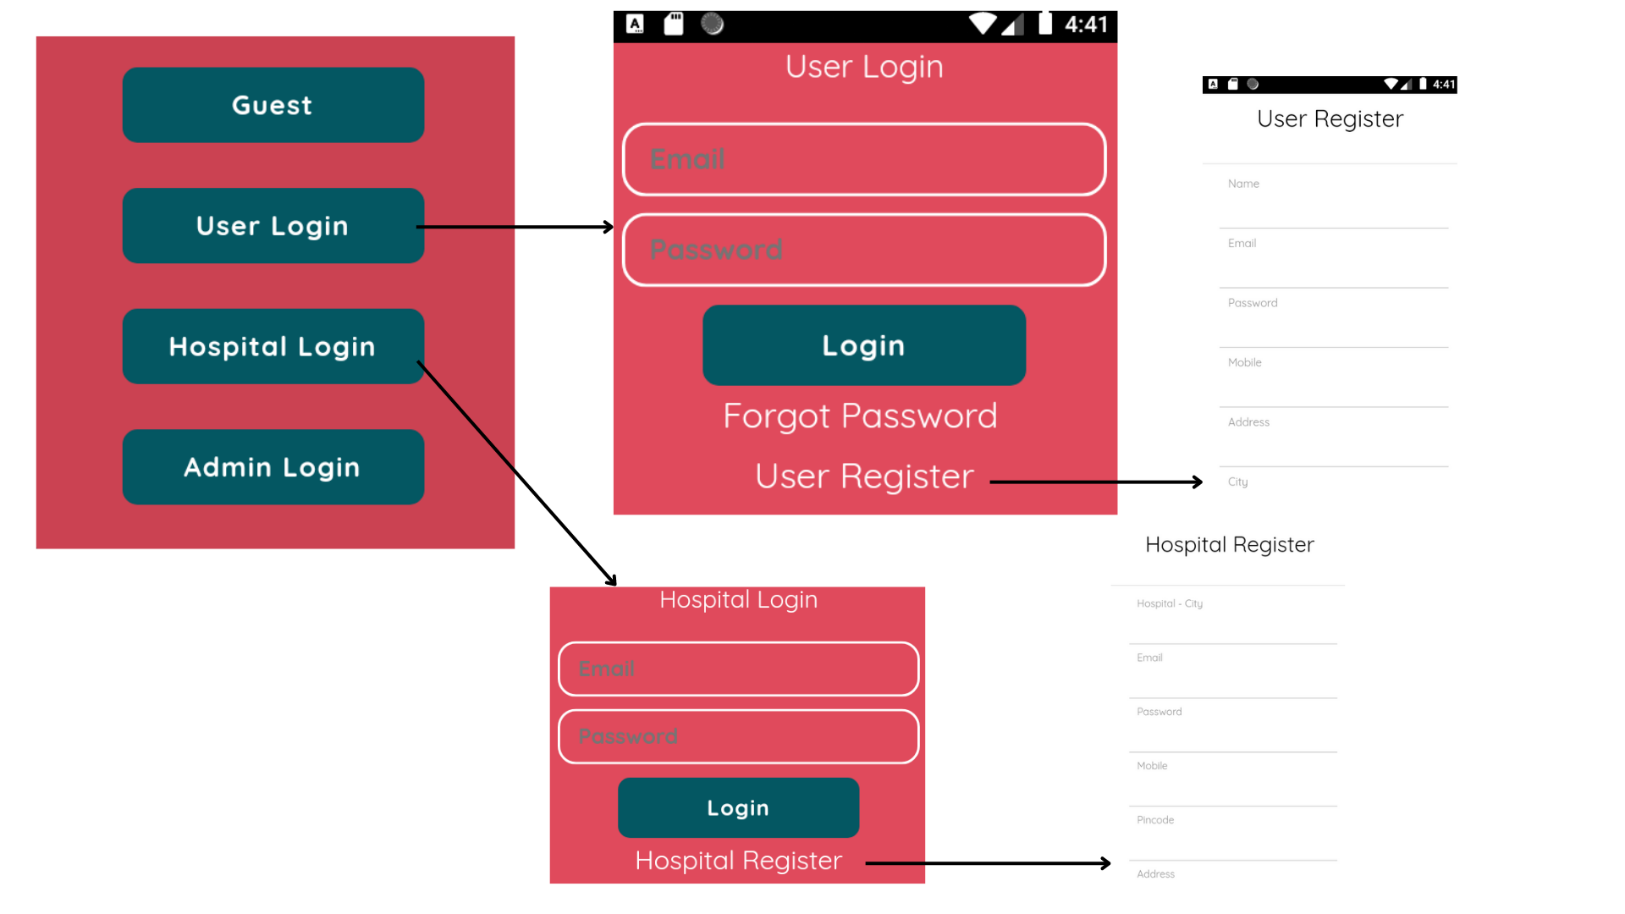 Guest
User Login
Hospital Login
Admin Login
4:41
User Login
Email
Password
Login
Forgot Password
User Register
4:41
User Register
Name
Email
Password
Mobile
Address
City
Hospital Login
Email
Password
Login
Hospital Register
Hospital Register
Hospital - City
Email
Password
Mobile
Pincode
Address